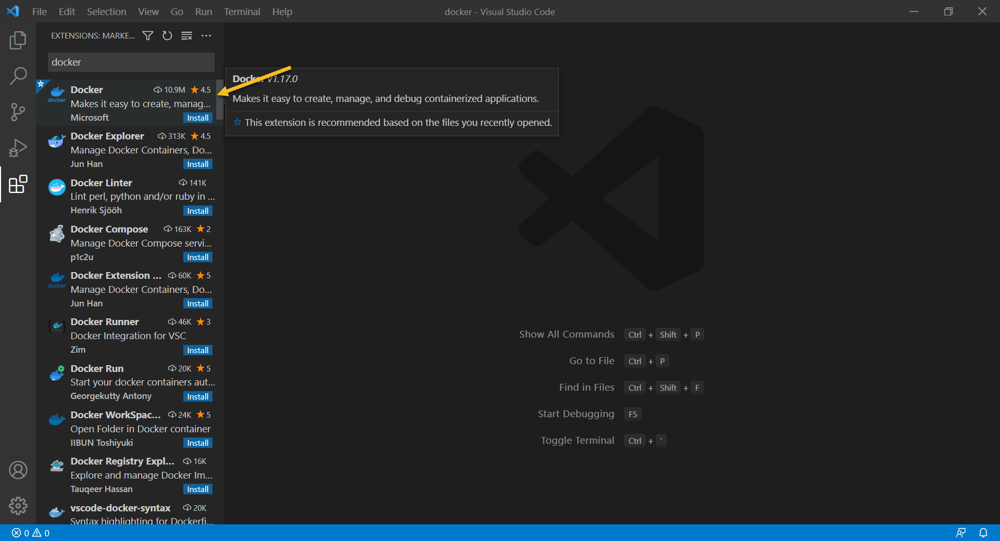 File Edit Selection View Go Run Terminal Help
docker - Visual Studio Code
EXTENSIONS: MARKE...
docker
Docker 10.9M 4.5
Makes it easy to create, manag...
Microsoft Install
Docker Explorer 313K 4.5
Manage Docker Containers, Do...
Jun Han Install
Docker Linter 141K
Lint perl, python and/or ruby in ...
Henrik Sjööh Install
Docker Compose 163K 2
Manage Docker Compose servi...
p1c2u Install
docker
Docker Extension ... 60K 5
Manage Docker Containers, Do...
Jun Han Install
Docker Runner 46K 3
Docker Integration for VSC
Zim Install
Docker Run 20K 5
Start your docker containers aut...
Georgekutty Antony Install
Docker WorkSpac... 24K 5
Open Folder in Docker container
IIBUN Toshiyuki Install
Docker Registry Expl... 16K
Explore and manage Docker Im...
Tauqeer Hassan Install
vscode-docker-syntax 20K
Syntax highlighting for Dockerfi...
Docker v1.17.0
Makes it easy to create, manage, and debug containerized applications.
This extension is recommended based on the files you recently opened.
Show All Commands Ctrl + Shift + P
Go to File Ctrl + P
Find in Files Ctrl + Shift + F
Start Debugging F5
Toggle Terminal Ctrl + '
0 0